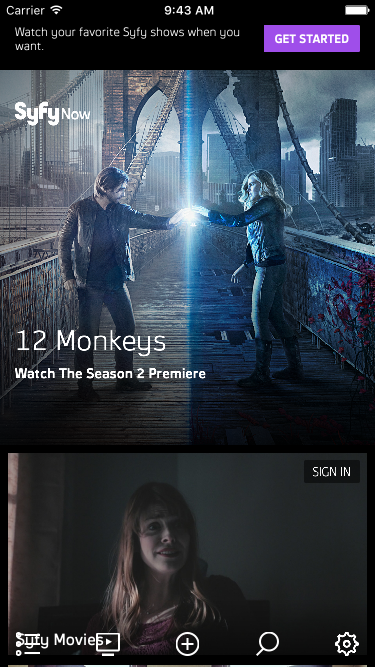 Carrier 9:43 AM
Watch your favorite Syfy shows when you
want.
GET STARTED
Syfy Now
12 Monkeys
Watch The Season 2 Premiere
SIGN IN
Syfy Movies